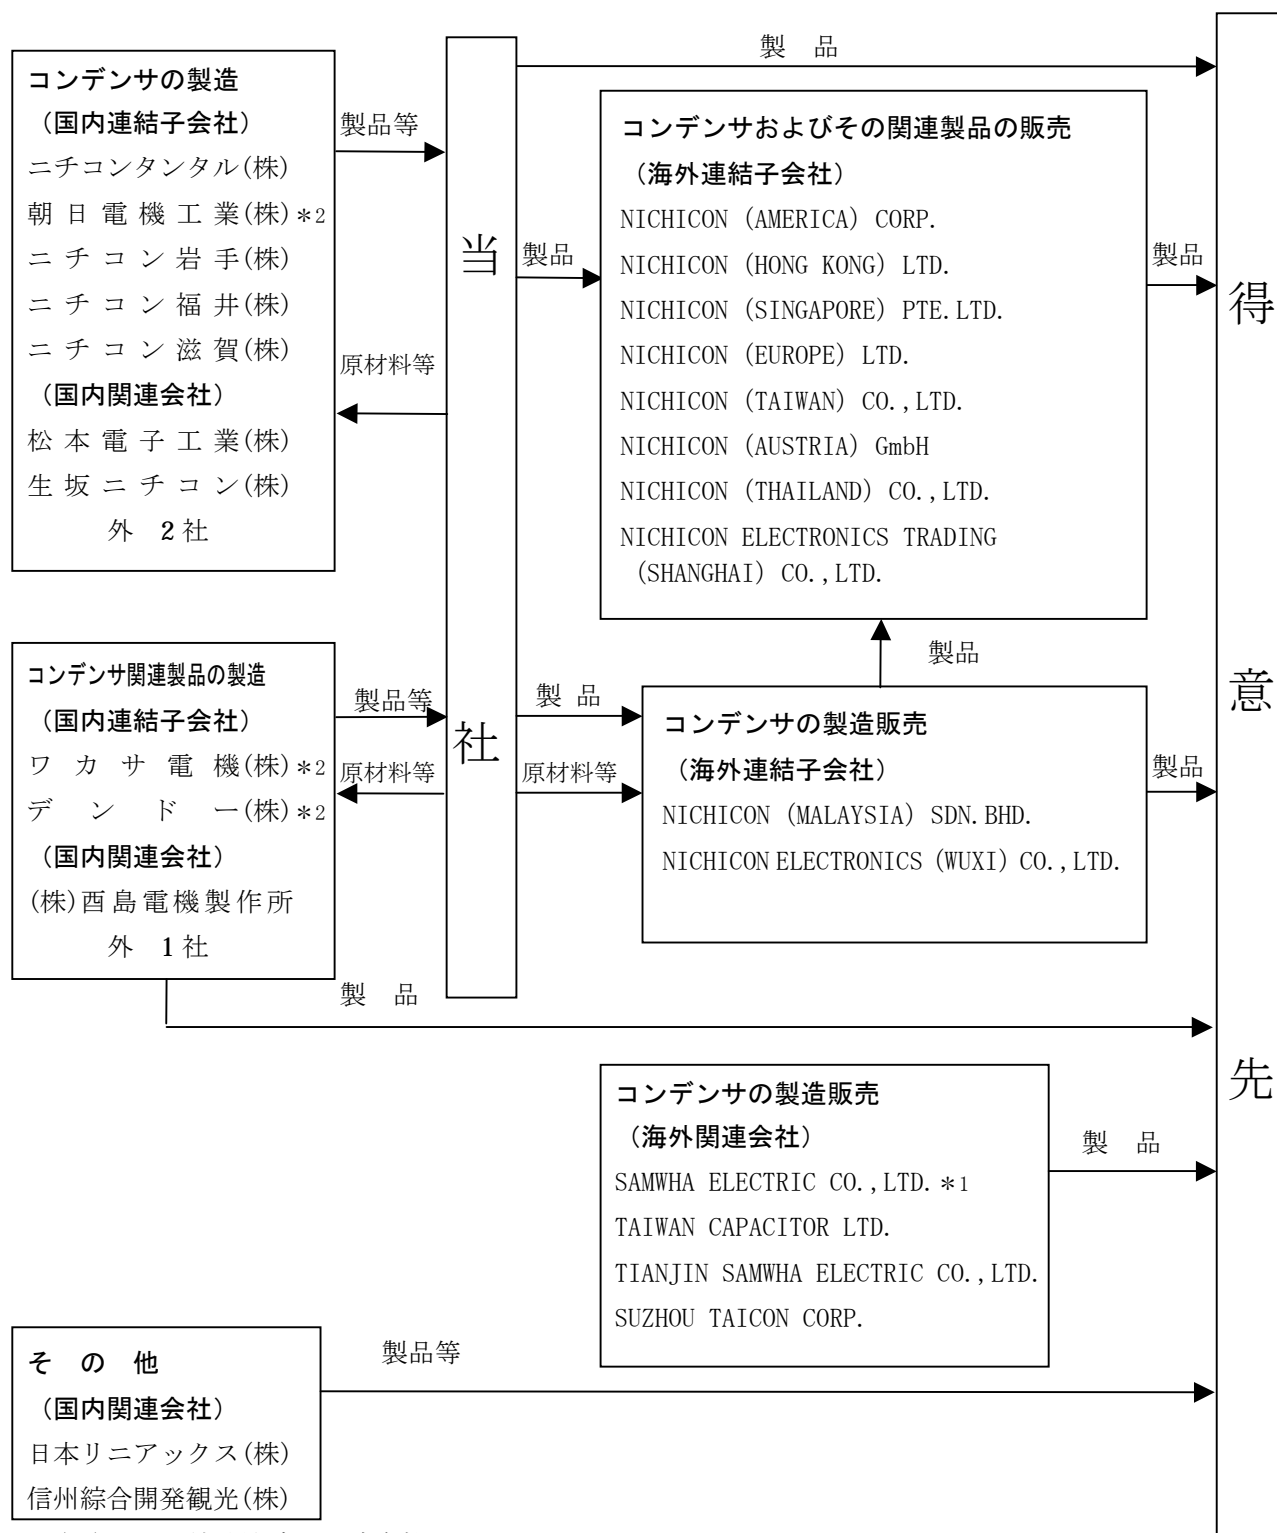 製 品
コンデンサの製造
（国内連結子会社）
ニチコンタンタル(株)
朝 日 電 機 工 業(株)＊2
ニ チ コ ン 岩 手(株)
ニ チ コ ン 福 井(株)
ニ チ コ ン 滋 賀(株)
（国内関連会社）
松 本 電 子 工 業(株)
生 坂 ニ チ コ ン(株)
外 2 社
製品等
原材料等
当
社
製品
コンデンサおよびその関連製品の販売
（海外連結子会社）
NICHICON (AMERICA) CORP.
NICHICON (HONG KONG) LTD.
NICHICON (SINGAPORE) PTE.LTD.
NICHICON (EUROPE) LTD.
NICHICON (TAIWAN) CO.,LTD.
NICHICON (AUSTRIA) GmbH
NICHICON (THAILAND) CO.,LTD.
NICHICON ELECTRONICS TRADING
(SHANGHAI) CO.,LTD.
製品
得
意
先
製品
コンデンサ関連製品の製造
（国内連結子会社）
ワ カ サ 電 機(株)＊2
デ ン ド ー(株)＊2
（国内関連会社）
(株)酉島電機製作所
外 1 社
製品等
原材料等
製 品
原材料等
コンデンサの製造販売
（海外連結子会社）
NICHICON (MALAYSIA) SDN.BHD.
NICHICON ELECTRONICS (WUXI) CO.,LTD.
製品
製 品
コンデンサの製造販売
（海外関連会社）
SAMWHA ELECTRIC CO.,LTD.＊1
TAIWAN CAPACITOR LTD.
TIANJIN SAMWHA ELECTRIC CO.,LTD.
SUZHOU TAICON CORP.
製 品
そ の 他
（国内関連会社）
日本リニアックス(株)
信州綜合開発観光(株)
製品等